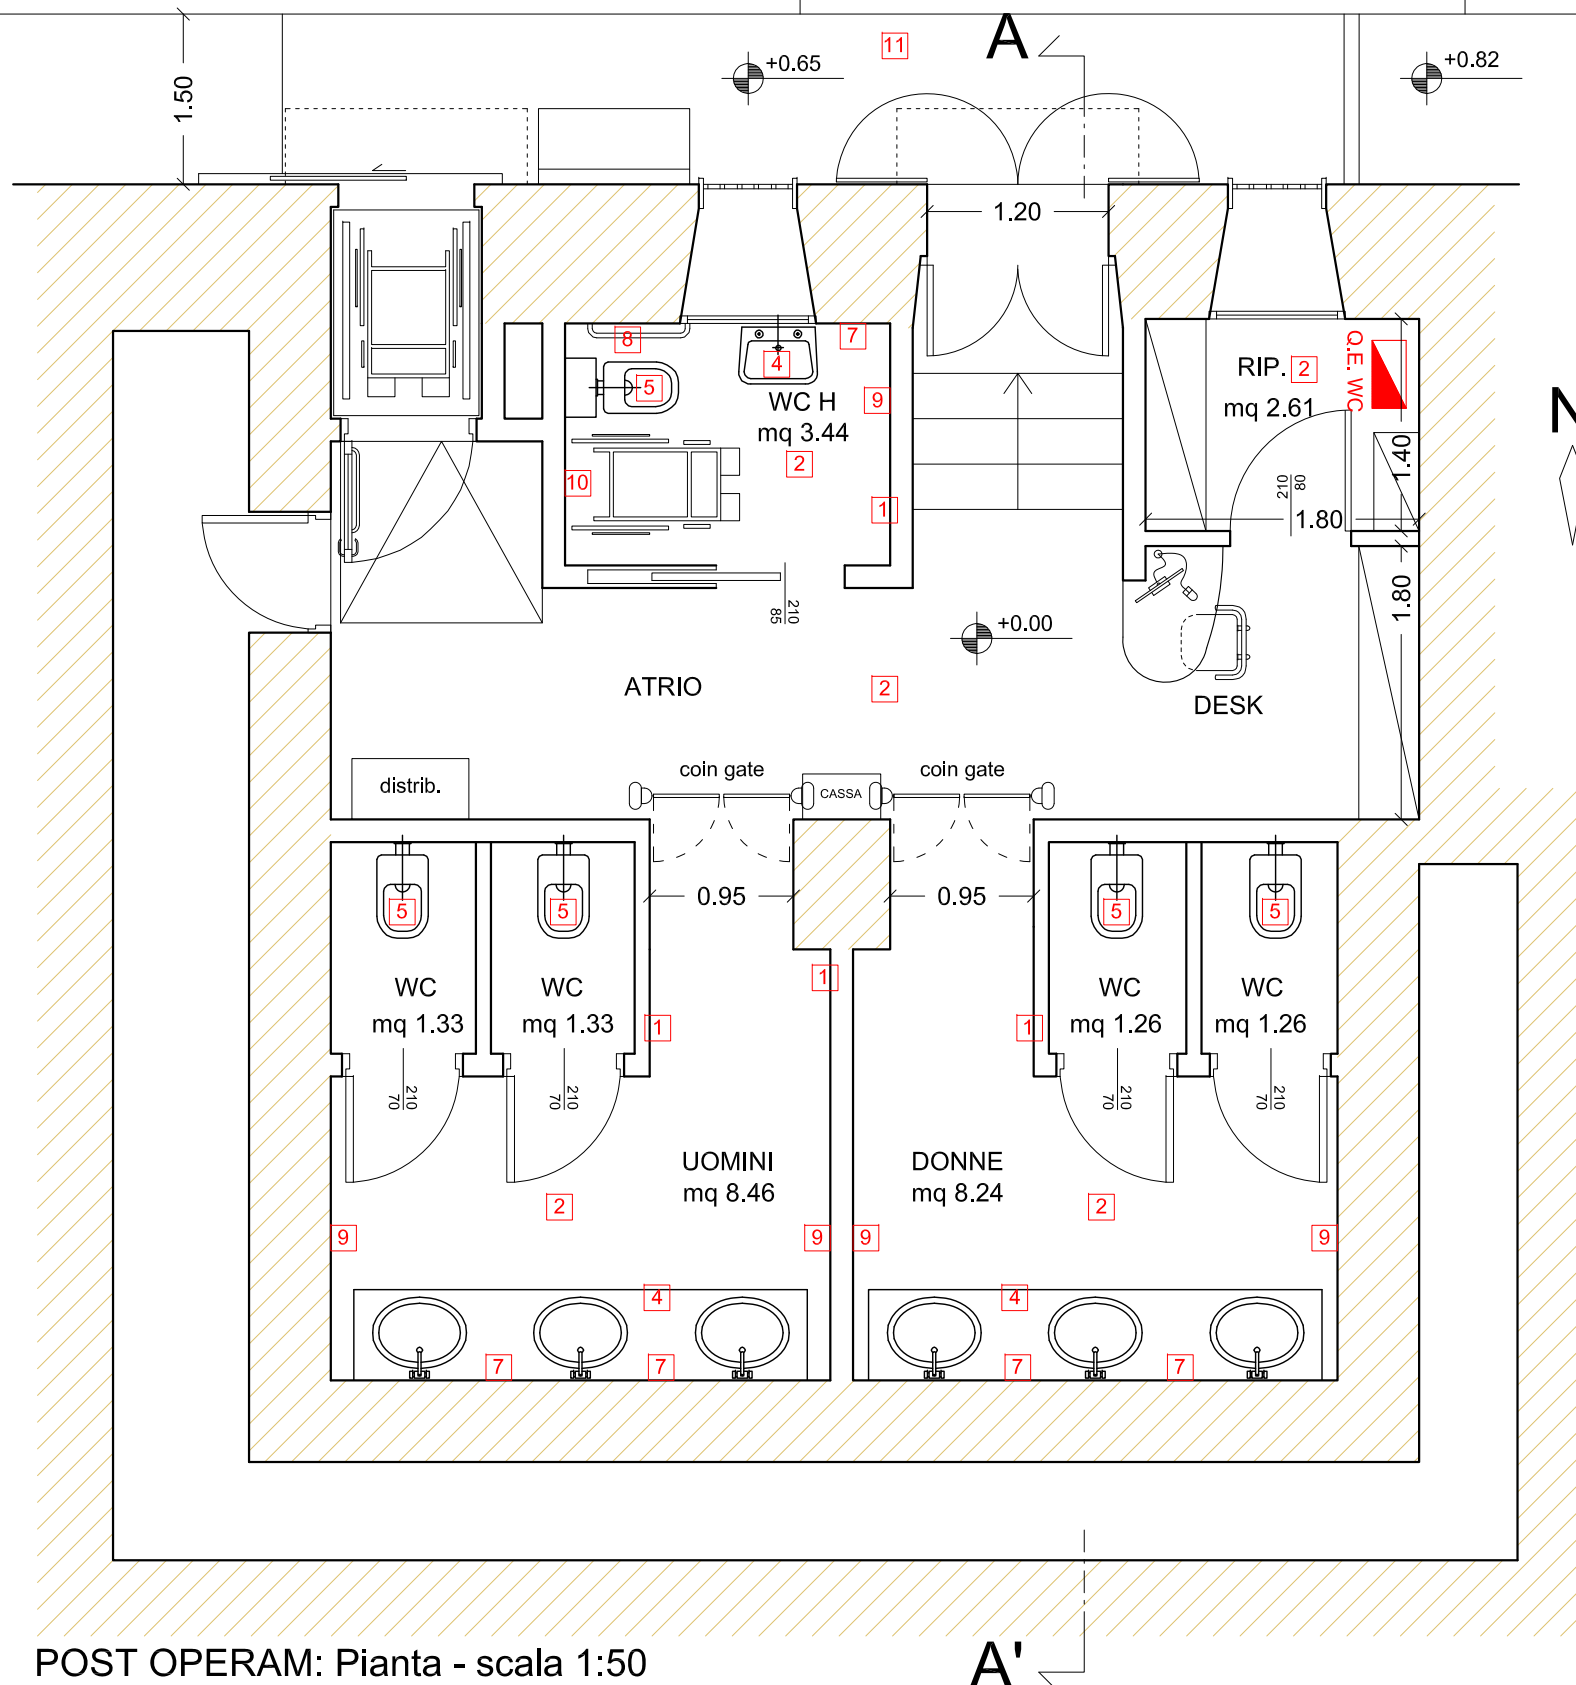 11
A
+0.65
+0.82
1.50
1.20
8
7
4
5
Q.E. WC
RIP. 2
mq 2.61
WC H
mq 3.44
9
2
N
1.40
10
1
210
80
1.80
1.80
210
85
+0.00
ATRIO
2
DESK
coin gate
coin gate
distrib.
CASSA
0.95
0.95
5
5
5
5
1
WC
WC
WC
WC
mq 1.33
mq 1.33
mq 1.26
mq 1.26
1
1
210
70
210
70
210
70
210
70
UOMINI
mq 8.46
DONNE
mq 8.24
2
2
9
9
9
9
4
4
7
7
7
7
POST OPERAM: Pianta - scala 1:50
A'